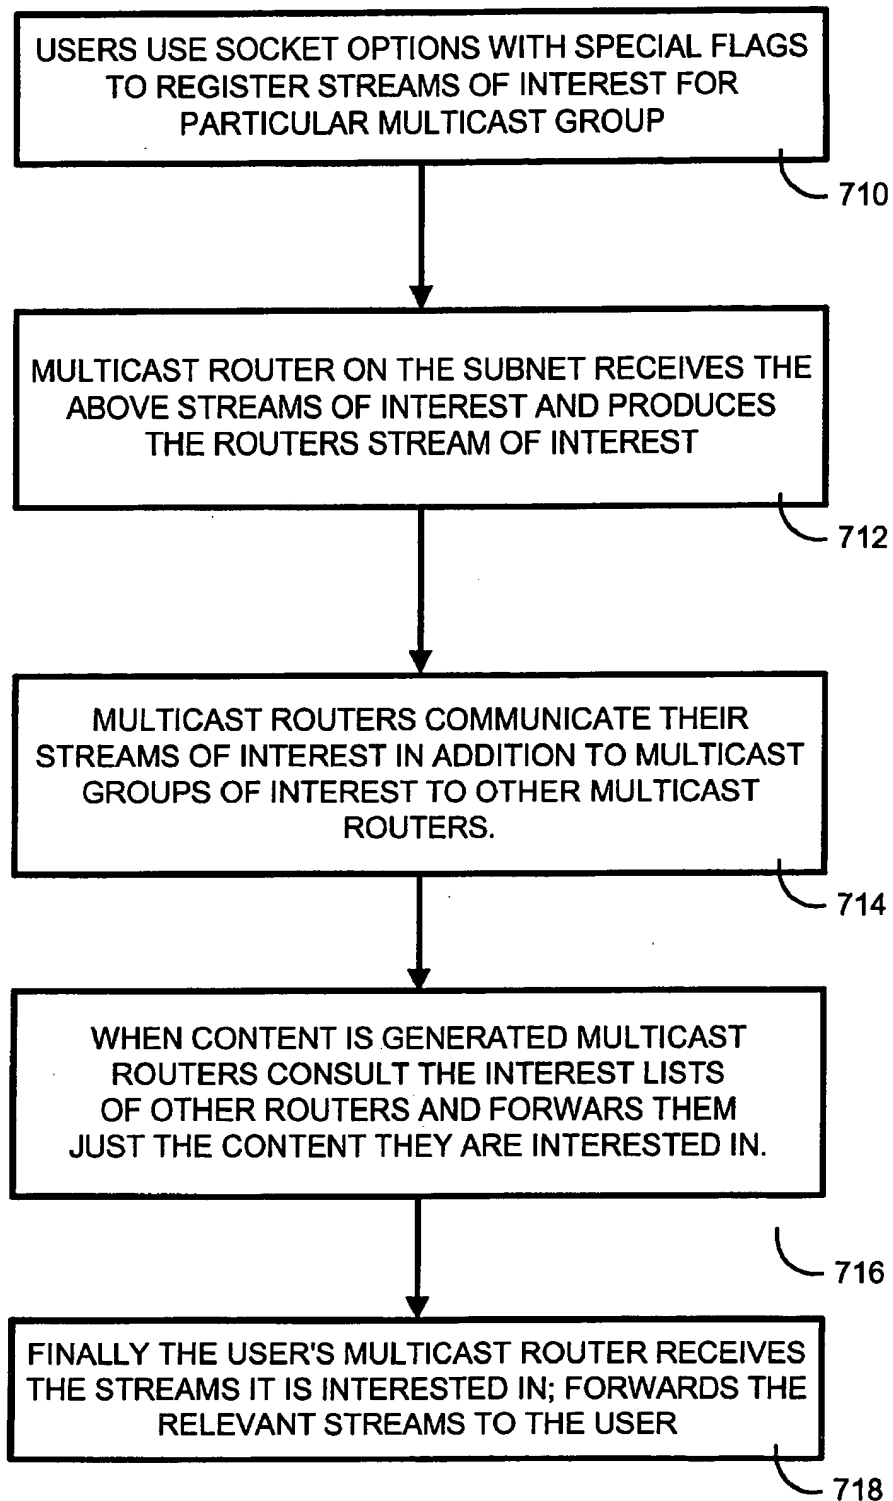 USERS USE SOCKET OPTIONS WITH SPECIAL FLAGS
TO REGISTER STREAMS OF INTEREST FOR
PARTICULAR MULTICAST GROUP
710
MULTICAST ROUTER ON THE SUBNET RECEIVES THE
ABOVE STREAMS OF INTEREST AND PRODUCES
THE ROUTERS STREAM OF INTEREST
712
MULTICAST ROUTERS COMMUNICATE THEIR
STREAMS OF INTEREST IN ADDITION TO MULTICAST
GROUPS OF INTEREST TO OTHER MULTICAST
ROUTERS.
714
WHEN CONTENT IS GENERATED MULTICAST
ROUTERS CONSULT THE INTEREST LISTS
OF OTHER ROUTERS AND FORWARS THEM
JUST THE CONTENT THEY ARE INTERESTED IN.
716
FINALLY THE USER'S MULTICAST ROUTER RECEIVES
THE STREAMS IT IS INTERESTED IN; FORWARDS THE
RELEVANT STREAMS TO THE USER
718